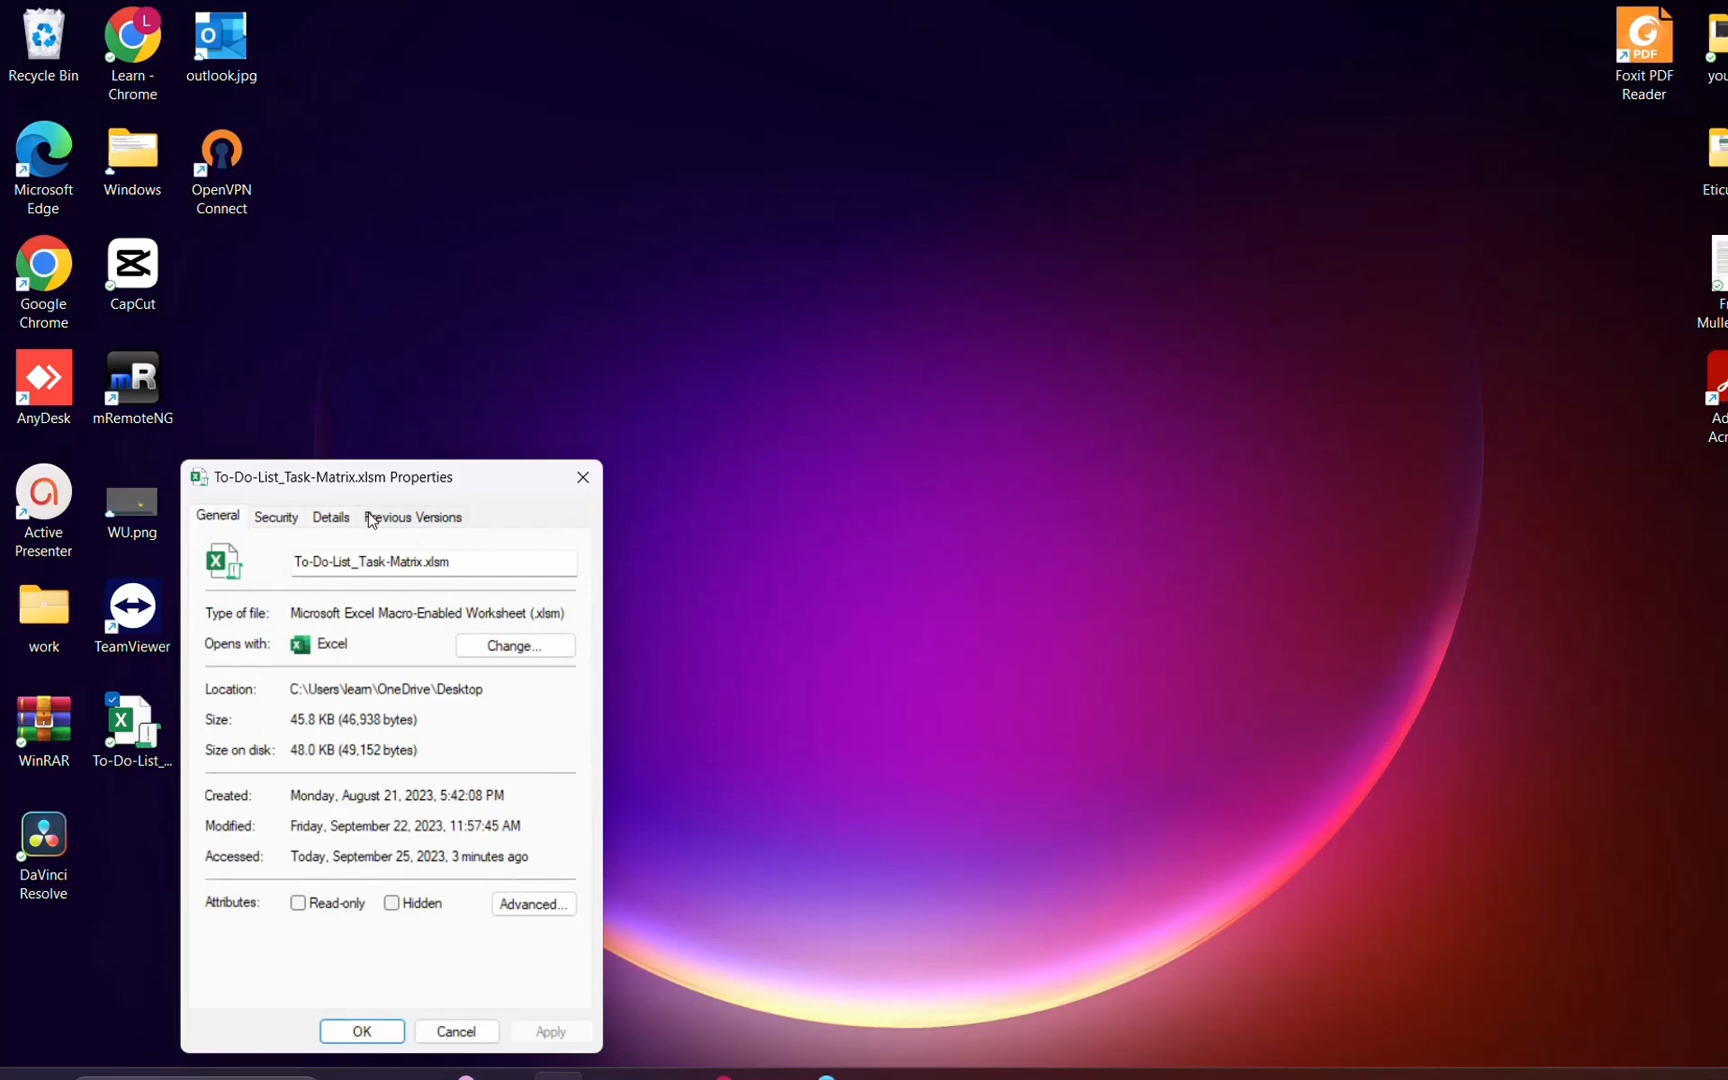 Recycle Bin
Learn -
Chrome
outlook.jpg
PDF
Foxit PDF
Reader
Microsoft
Edge
Windows
OpenVPN
Connect
Google
Chrome
CapCut
AnyDesk
mRemoteNG
Active
Presenter
WU.png
work
TeamViewer
WinRAR
To-Do-List_...
DaVinci
Resolve
To-Do-List_Task-Matrix.xlsm Properties
General
Security
Details
Previous Versions
To-Do-List_Task-Matrix.xlsm
Type of file: Microsoft Excel Macro-Enabled Worksheet (.xlsm)
Opens with: Excel
Change...
Location: C:\Users\learn\OneDrive\Desktop
Size: 45.8 KB (46,938 bytes)
Size on disk: 48.0 KB (49,152 bytes)
Created: Monday, August 21, 2023, 5:42:08 PM
Modified: Friday, September 22, 2023, 11:57:45 AM
Accessed: Today, September 25, 2023, 3 minutes ago
Attributes: Read-only Hidden Advanced...
OK
Cancel
Apply